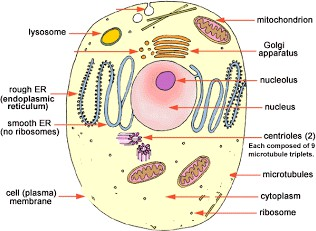 mitochondrion
lysosome
Golgi
apparatus
nucleolus
rough ER
(endoplasmic
reticulum)
nucleus
smooth ER
(no ribosomes)
centrioles (2)
Each composed of 9
microtubule triplets.
microtubules
cell (plasma)
membrane
cytoplasm
ribosome